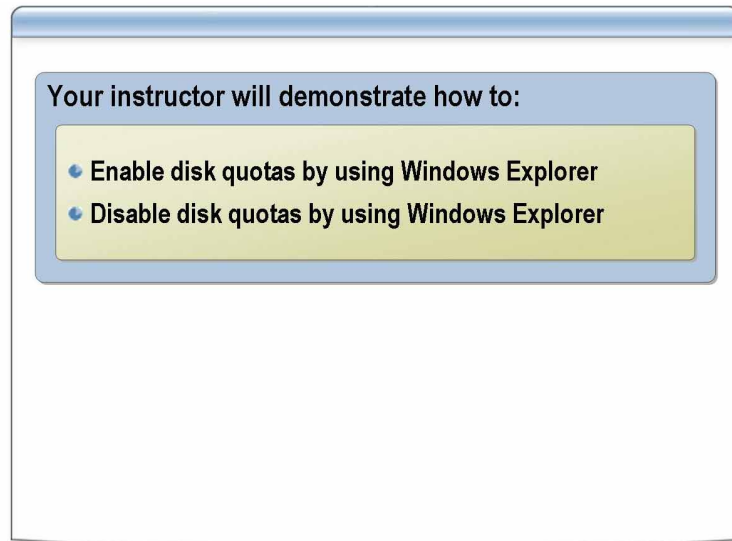 Your instructor will demonstrate how to:
Enable disk quotas by using Windows Explorer
Disable disk quotas by using Windows Explorer